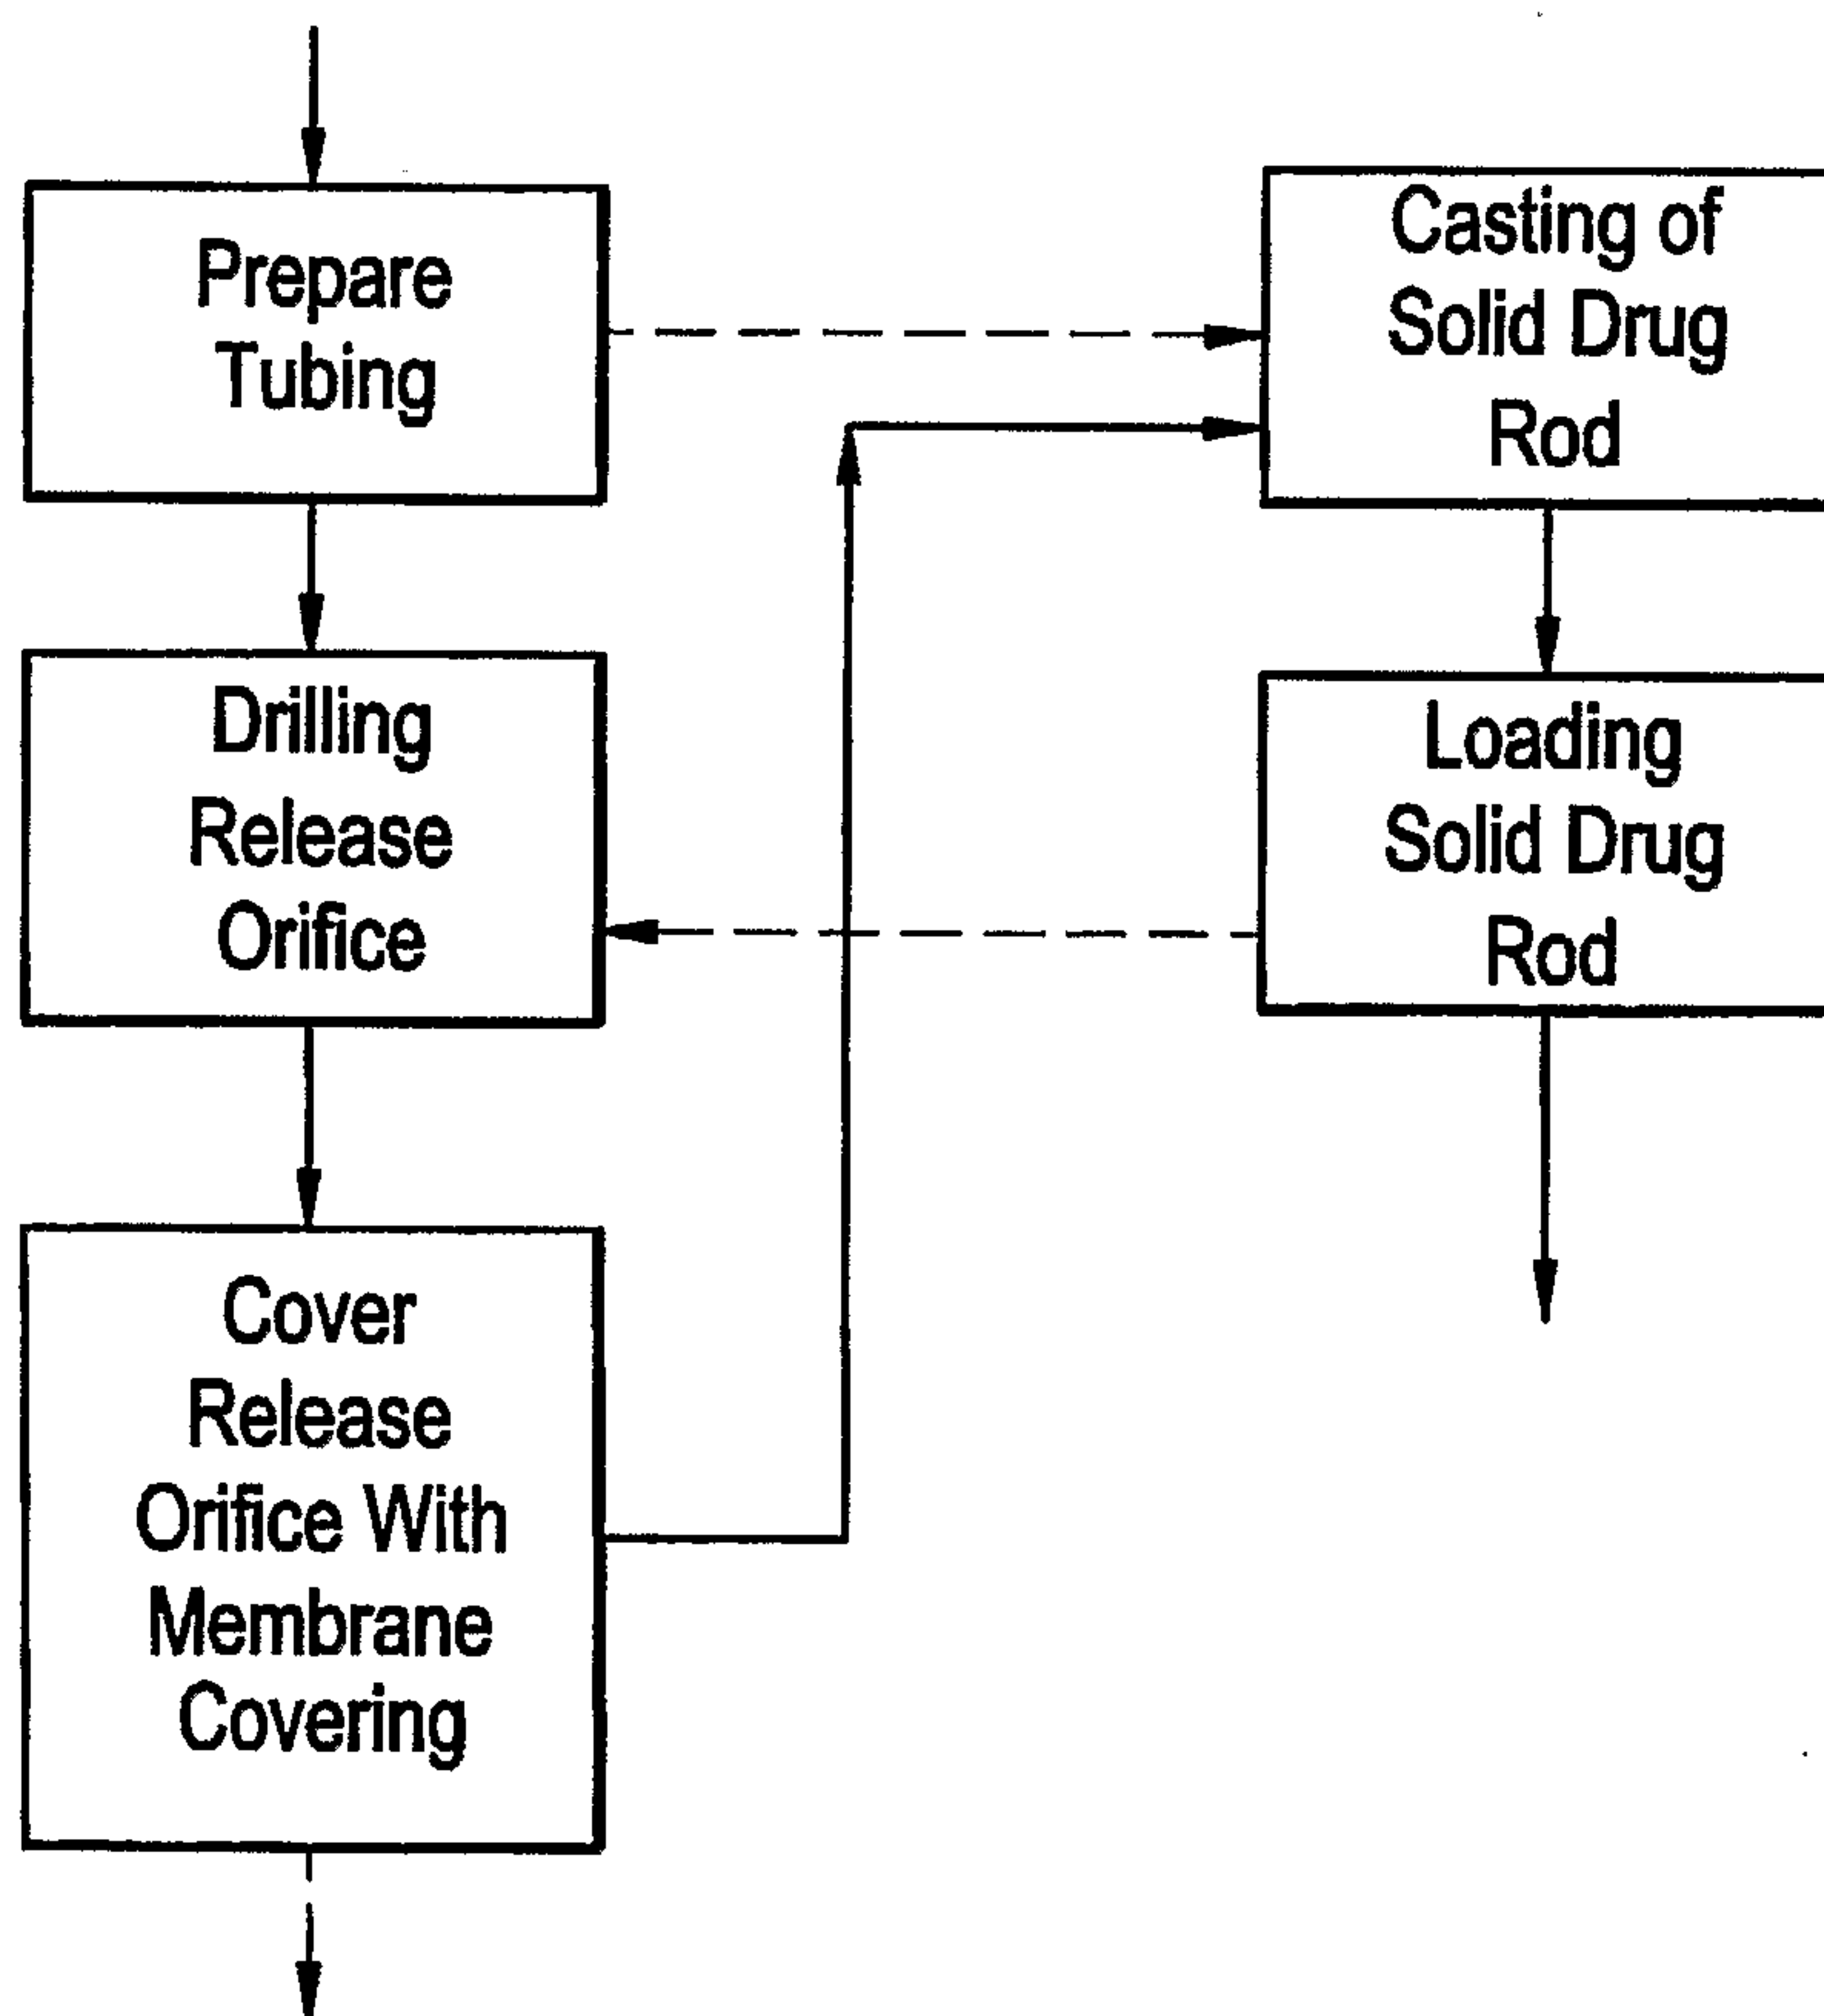 Prepare
Tubing
Drilling
Release
Orifice
Cover
Release
Orifice With
Membrane
Covering
Casting of
Solid Drug
Rod
Loading
Solid Drug
Rod